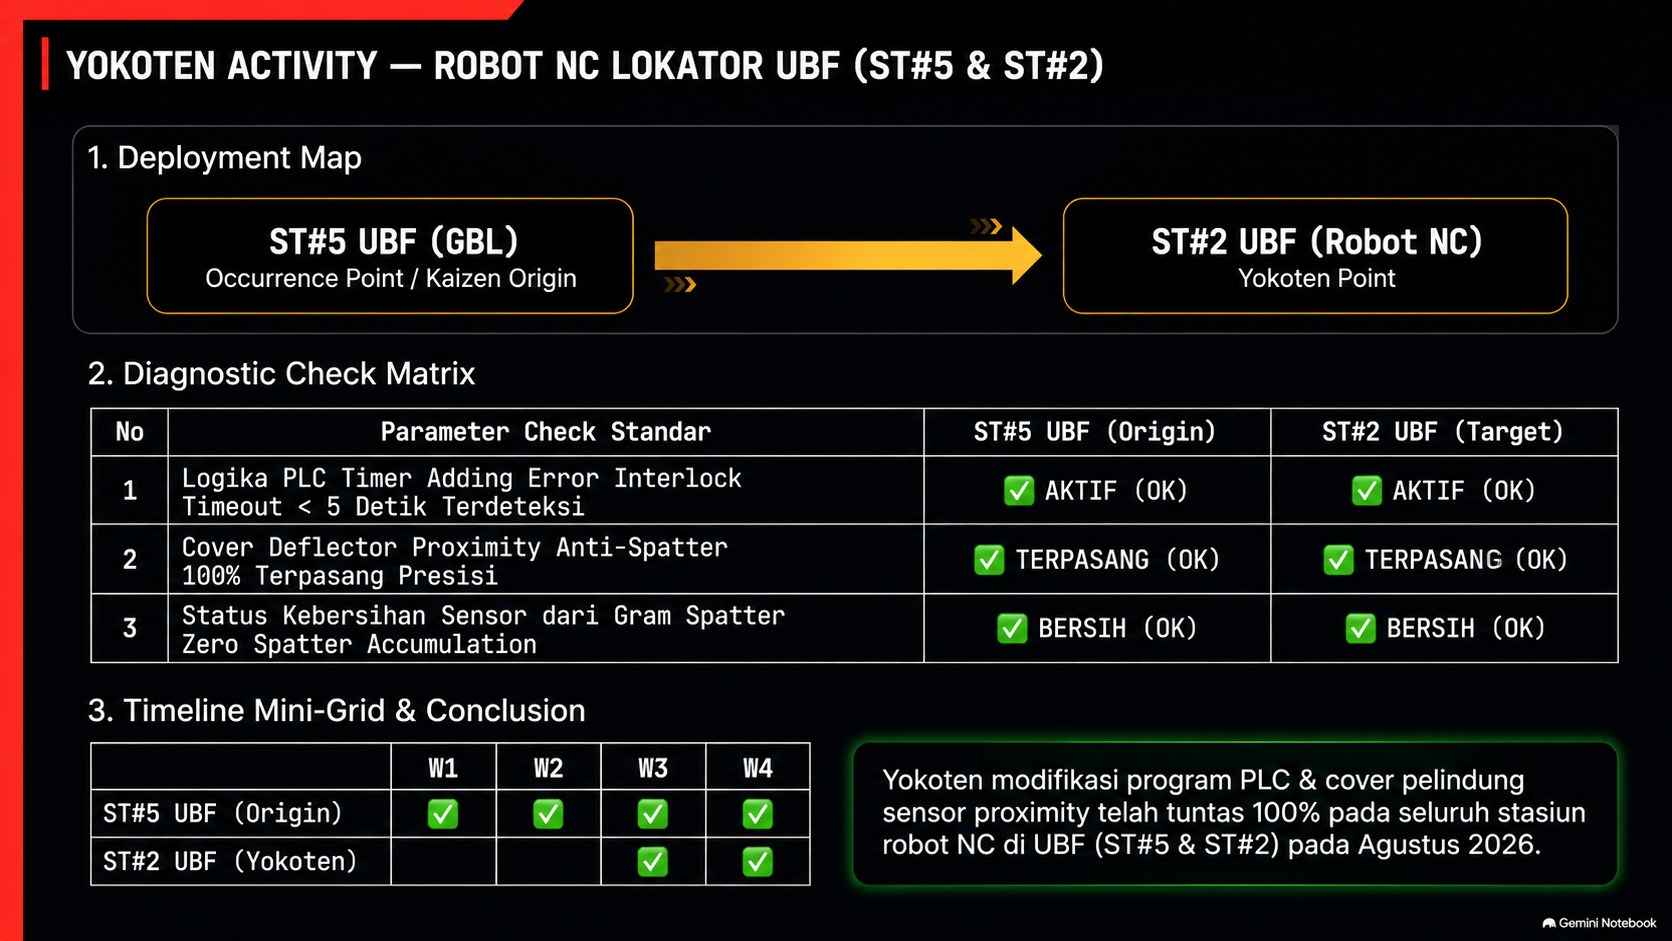 YOKOTEN ACTIVITY — ROBOT NC LOKATOR UBF (ST#5 & ST#2)
1. Deployment Map
ST#5 UBF (GBL)
Occurrence Point / Kaizen Origin
ST#2 UBF (Robot NC)
Yokoten Point
2. Diagnostic Check Matrix
No Parameter Check Standar ST#5 UBF (Origin) ST#2 UBF (Target)
1 Logika PLC Timer Adding Error Interlock
Timeout < 5 Detik Terdeteksi
✅ AKTIF (OK) ✅ AKTIF (OK)
2 Cover Deflector Proximity Anti-Spatter
100% Terpasang Presisi
✅ TERPASANG (OK) ✅ TERPASANG (OK)
3 Status Kebersihan Sensor dari Gram Spatter
Zero Spatter Accumulation
✅ BERSIH (OK) ✅ BERSIH (OK)
3. Timeline Mini-Grid & Conclusion
W1 W2 W3 W4
ST#5 UBF (Origin) ✅ ✅ ✅ ✅
ST#2 UBF (Yokoten) ✅ ✅
Yokoten modifikasi program PLC & cover pelindung
sensor proximity telah tuntas 100% pada seluruh stasiun
robot NC di UBF (ST#5 & ST#2) pada Agustus 2026.
Gemini Notebook